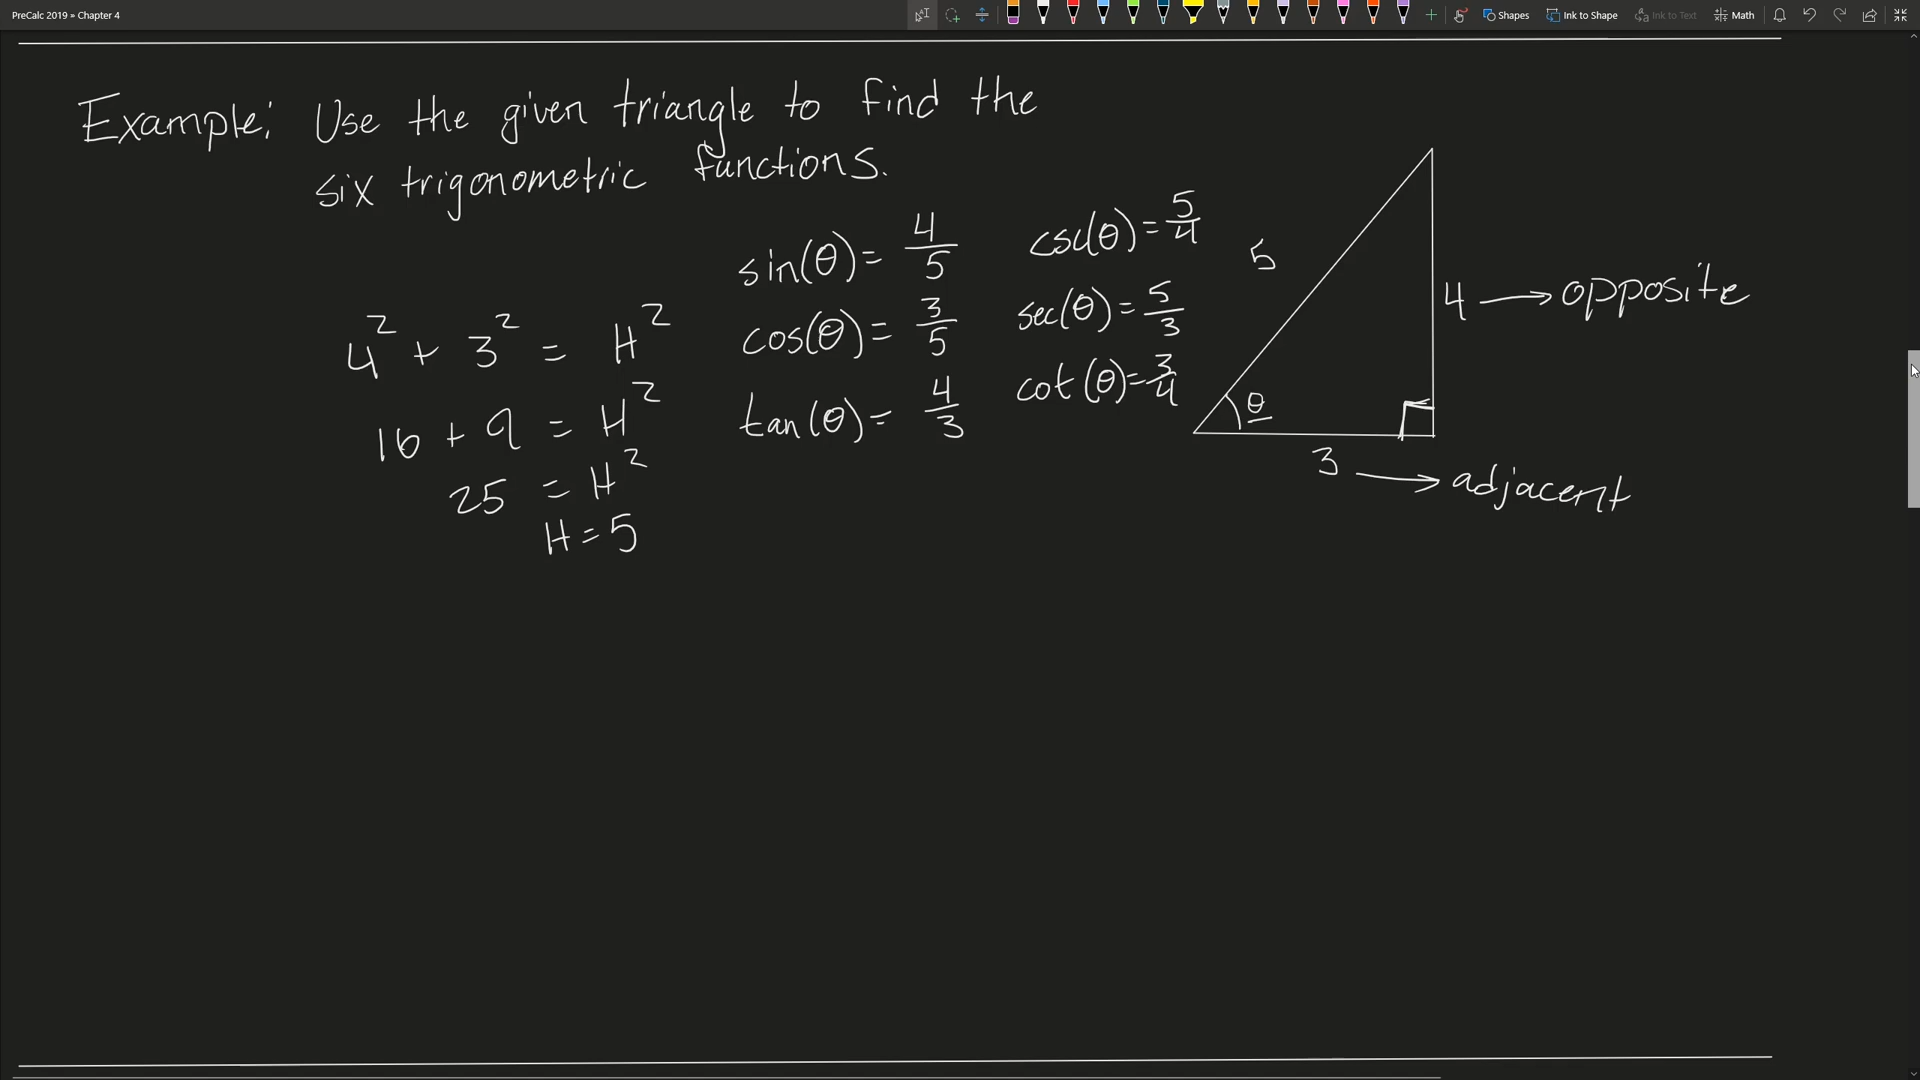 PreCalc 2019 » Chapter 4
Shapes
Ink to Shape
Ink to Text
Math
Example: Use the given triangle to find the
six trigonometric functions.
4² + 3² = H²
16 + 9 = H²
25 = H²
H = 5
sin(θ) = 4/5
cos(θ) = 3/5
tan(θ) = 4/3
csc(θ) = 5/4
sec(θ) = 5/3
cot(θ) = 3/4
5
4 → opposite
θ
3 → adjacent